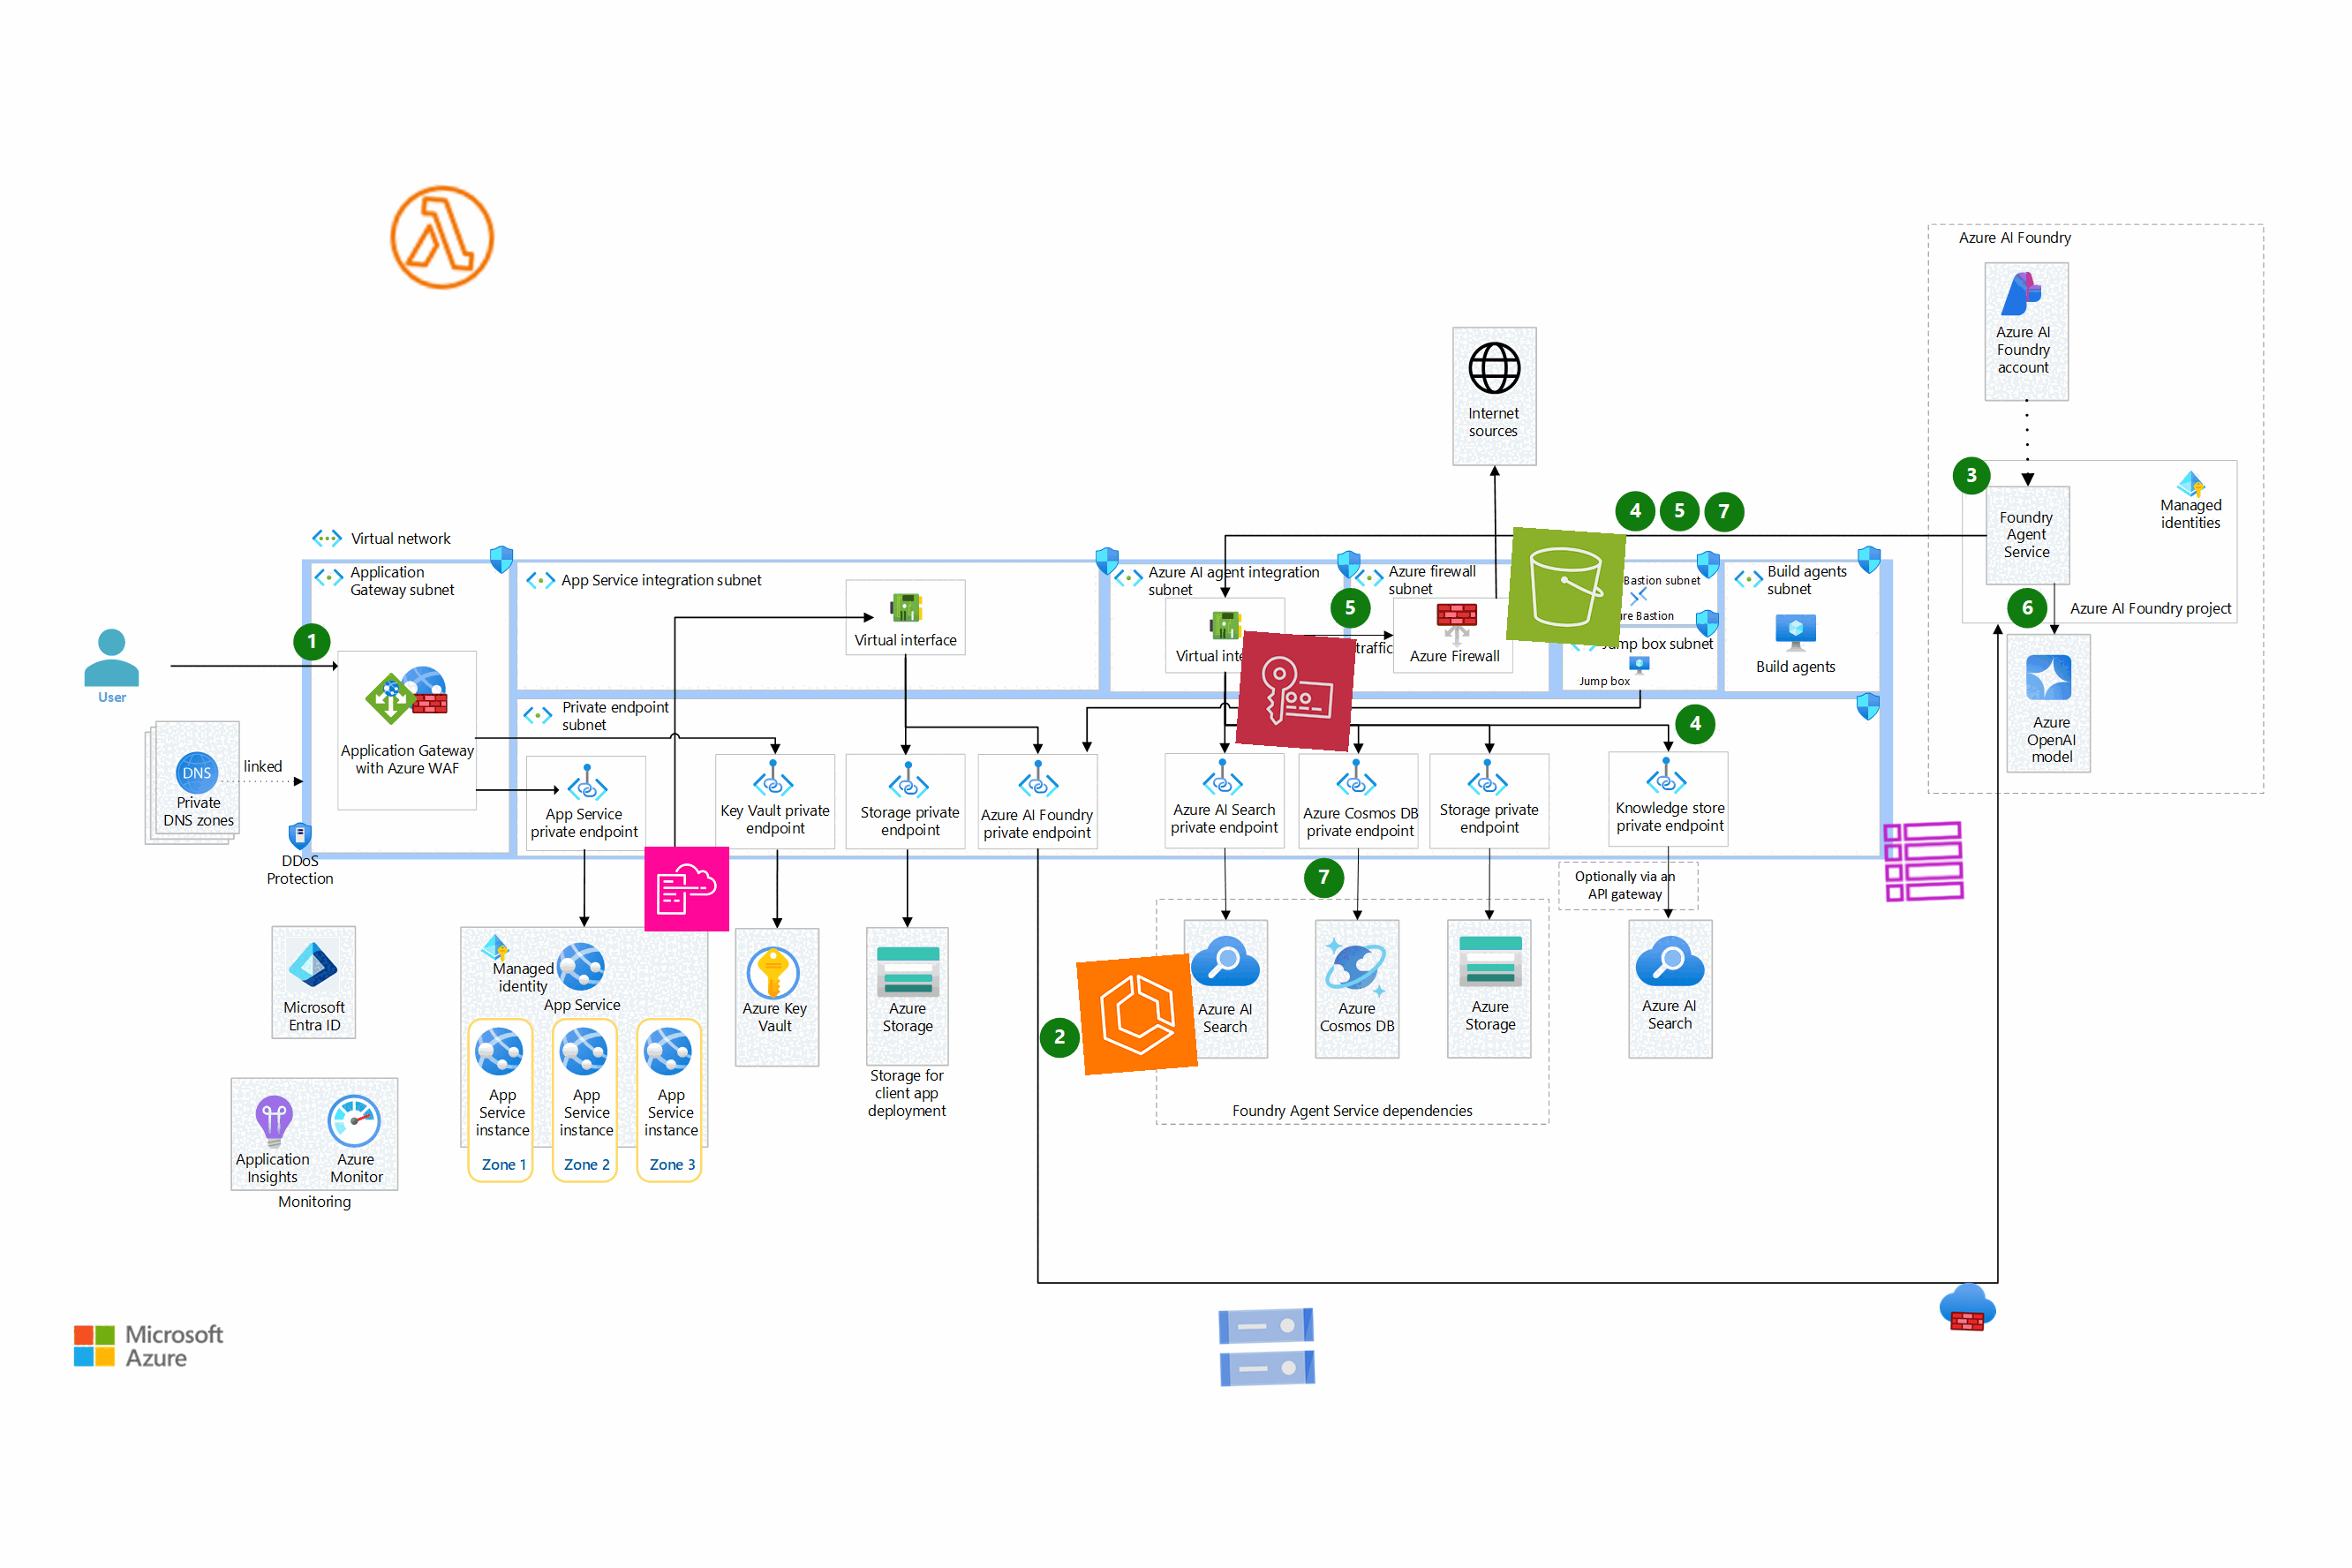 Azure AI Foundry
Azure AI
Foundry
account
Internet
sources
3
Managed
identities
Foundry
Agent
Service
4 5 7
Virtual network
Application
Gateway subnet
App Service integration subnet
Azure AI agent integration
subnet
Azure firewall
subnet
Bastion subnet
Build agents
subnet
5
6
Azure AI Foundry project
1
Virtual interface
Virtual
traffic
Azure Firewall
Bastion
box subnet
Jump box
Build agents
User
Private endpoint
subnet
4
Azure
OpenAI
model
Application Gateway
with Azure WAF
linked
DNS
Private
DNS zones
App Service
private endpoint
Key Vault private
endpoint
Storage private
endpoint
Azure AI Foundry
private endpoint
Azure AI Search
private endpoint
Azure Cosmos DB
private endpoint
Storage private
endpoint
Knowledge store
private endpoint
DDoS
Protection
7
Optionally via an
API gateway
Managed
identity
App Service
Microsoft
Entra ID
Azure Key
Vault
Azure
Storage
2
Azure AI
Search
Azure
Cosmos DB
Azure
Storage
Azure AI
Search
Storage for
client app
deployment
App
Service
instance
App
Service
instance
App
Service
instance
Zone 1
Zone 2
Zone 3
Foundry Agent Service dependencies
Application
Insights
Azure
Monitor
Monitoring
Microsoft
Azure